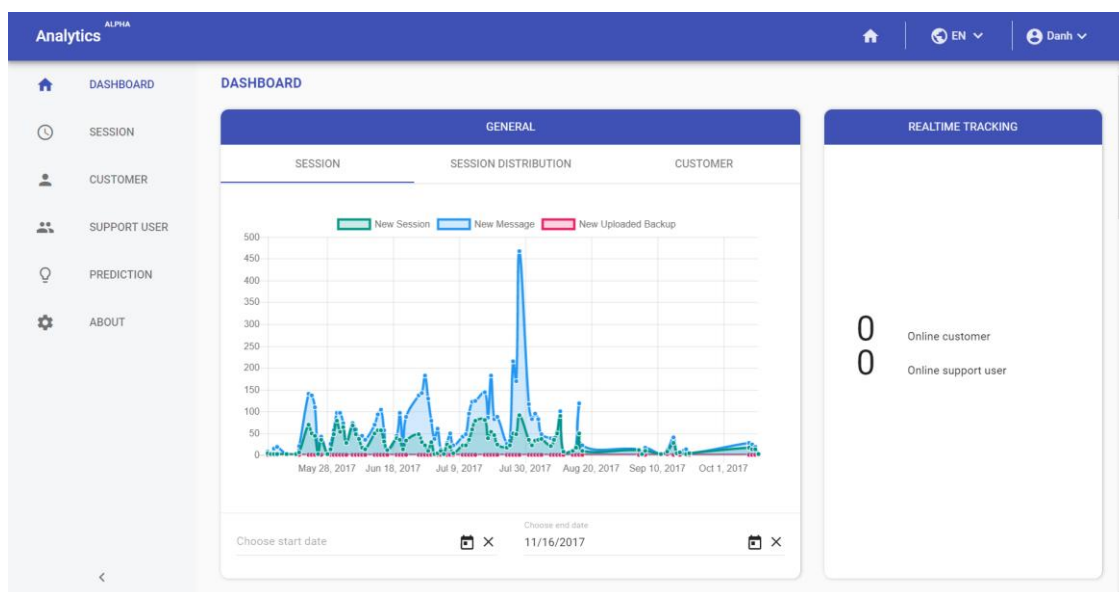 Analytics ALPHA
EN
Danh
DASHBOARD
SESSION
CUSTOMER
SUPPORT USER
PREDICTION
ABOUT
DASHBOARD
GENERAL
SESSION SESSION DISTRIBUTION CUSTOMER
New Session New Message New Uploaded Backup
500
450
400
350
300
250
200
150
100
50
0
May 28, 2017 Jun 18, 2017 Jul 9, 2017 Jul 30, 2017 Aug 20, 2017 Sep 10, 2017 Oct 1, 2017
Choose start date
Choose end date
11/16/2017
REALTIME TRACKING
0 Online customer
0 Online support user